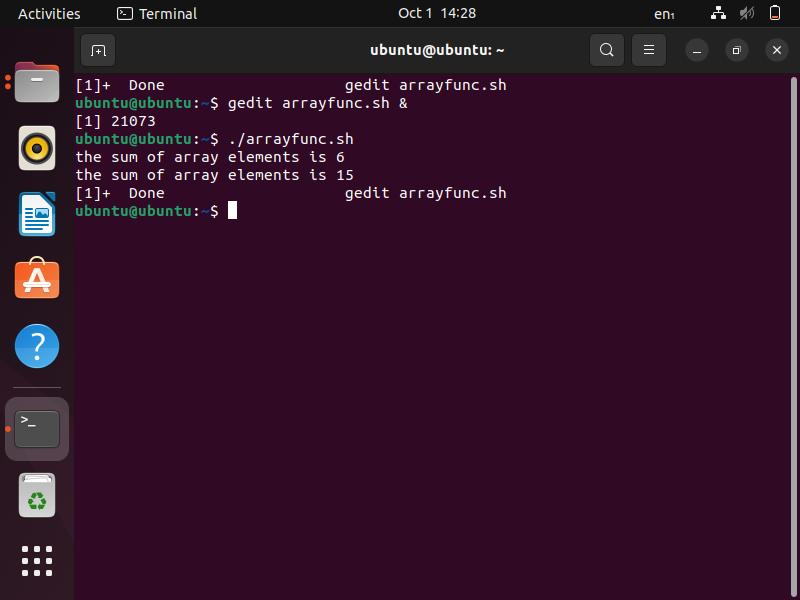 Activities
Terminal
Oct 1 14:28
en₁
ubuntu@ubuntu: ~
[1]+  Done                    gedit arrayfunc.sh
ubuntu@ubuntu:~$ gedit arrayfunc.sh &
[1] 21073
ubuntu@ubuntu:~$ ./arrayfunc.sh
the sum of array elements is 6
the sum of array elements is 15
[1]+  Done                    gedit arrayfunc.sh
ubuntu@ubuntu:~$